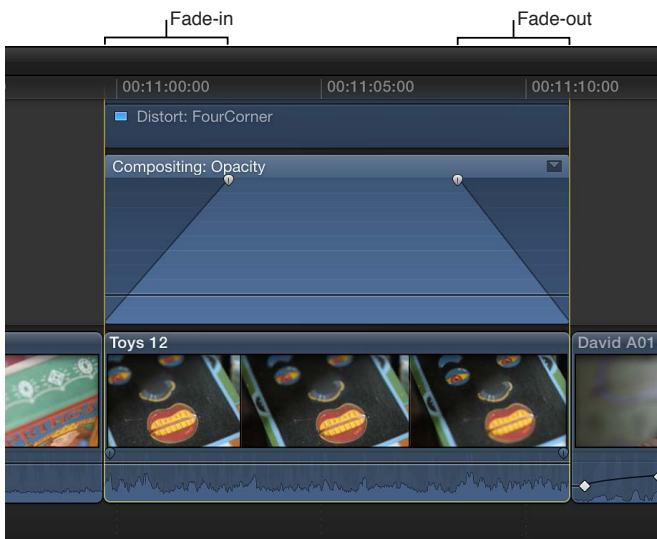 Fade-in
Fade-out
00:11:00:00
00:11:05:00
00:11:10:00
Distort: FourCorner
Compositing: Opacity
Toys 12
David A01